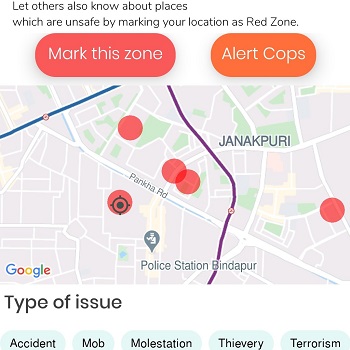 Let others also know about places
which are unsafe by marking your location as Red Zone.
Mark this zone
Alert Cops
JANAKPURI
Pankha Rd
Police Station Bindapur
Google
Type of issue
Accident
Mob
Molestation
Thievery
Terrorism